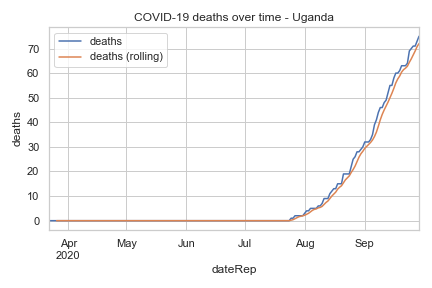 COVID-19 deaths over time - Uganda
deaths
deaths (rolling)
70
60
50
40
30
20
10
0
deaths
Apr
2020
May
Jun
Jul
Aug
Sep
dateRep